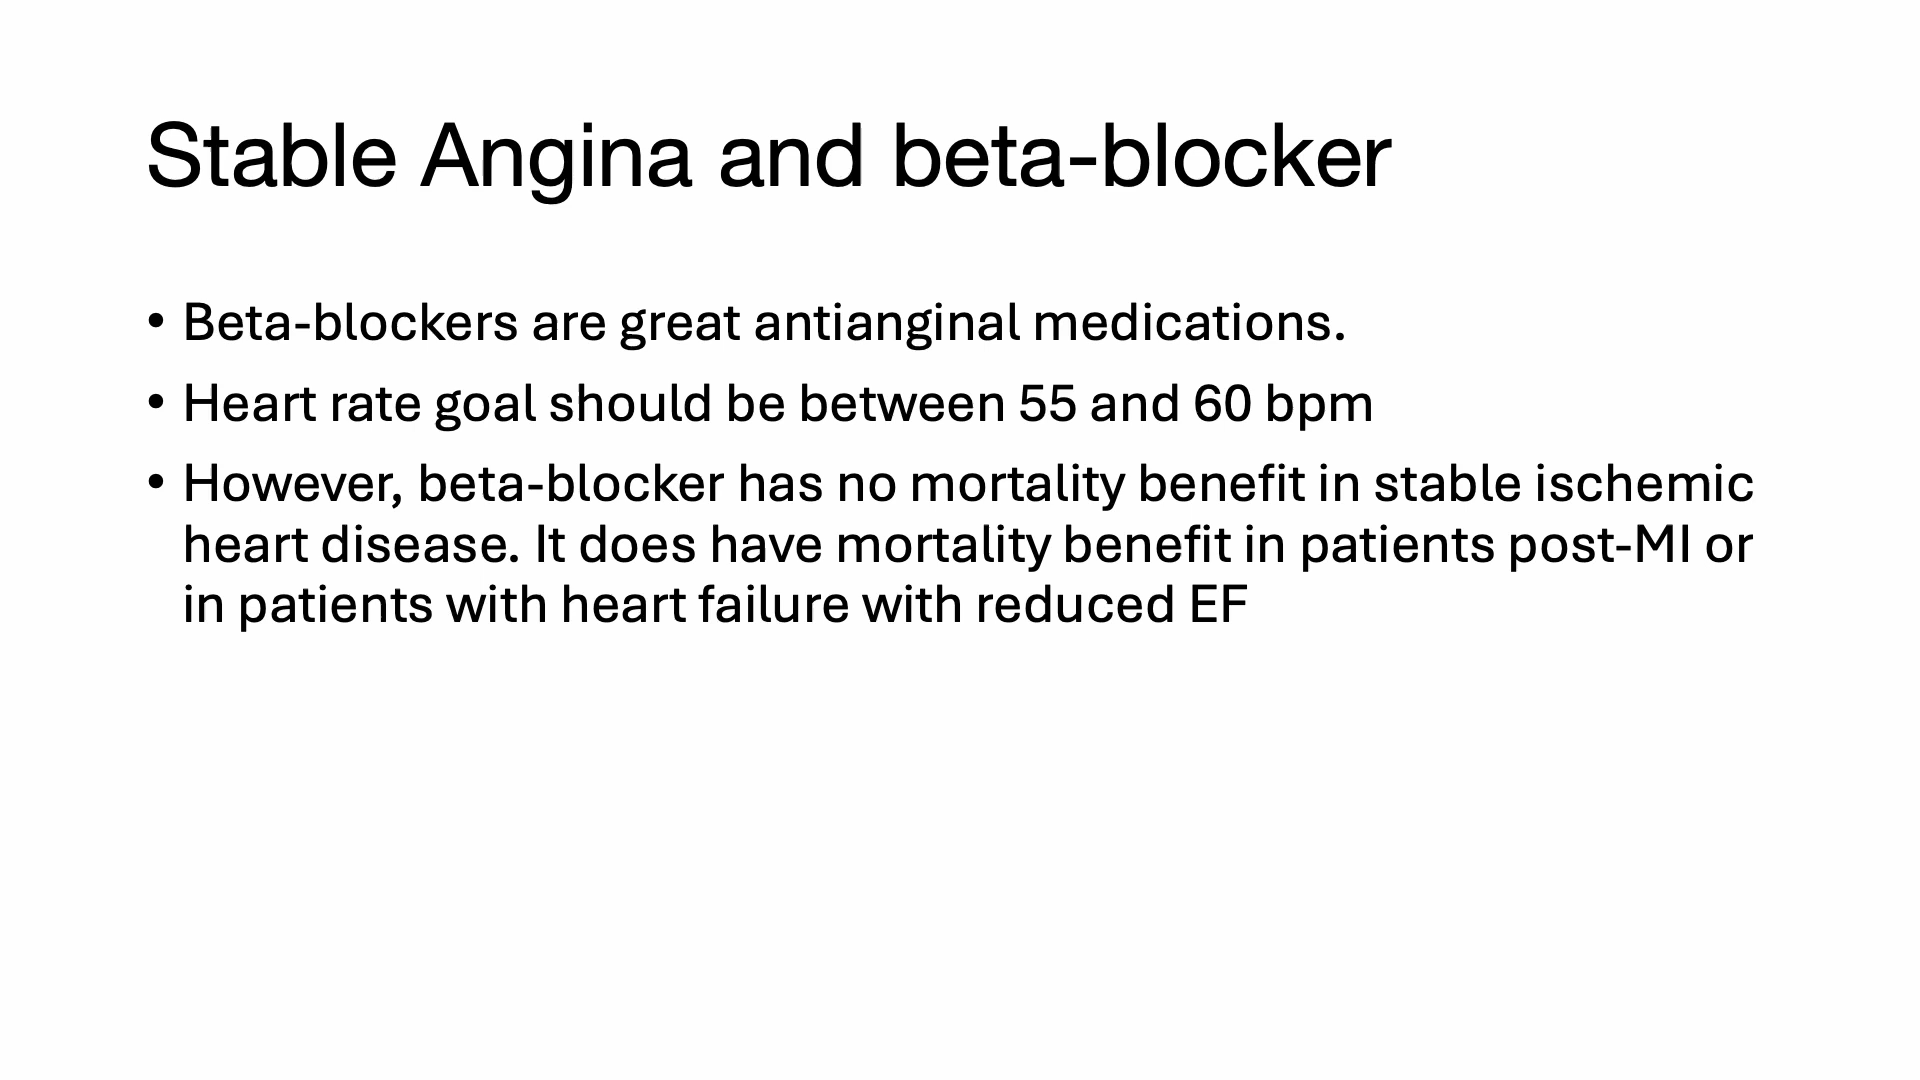 Stable Angina and beta-blocker
• Beta-blockers are great antianginal medications.
• Heart rate goal should be between 55 and 60 bpm
• However, beta-blocker has no mortality benefit in stable ischemic
heart disease. It does have mortality benefit in patients post-MI or
in patients with heart failure with reduced EF